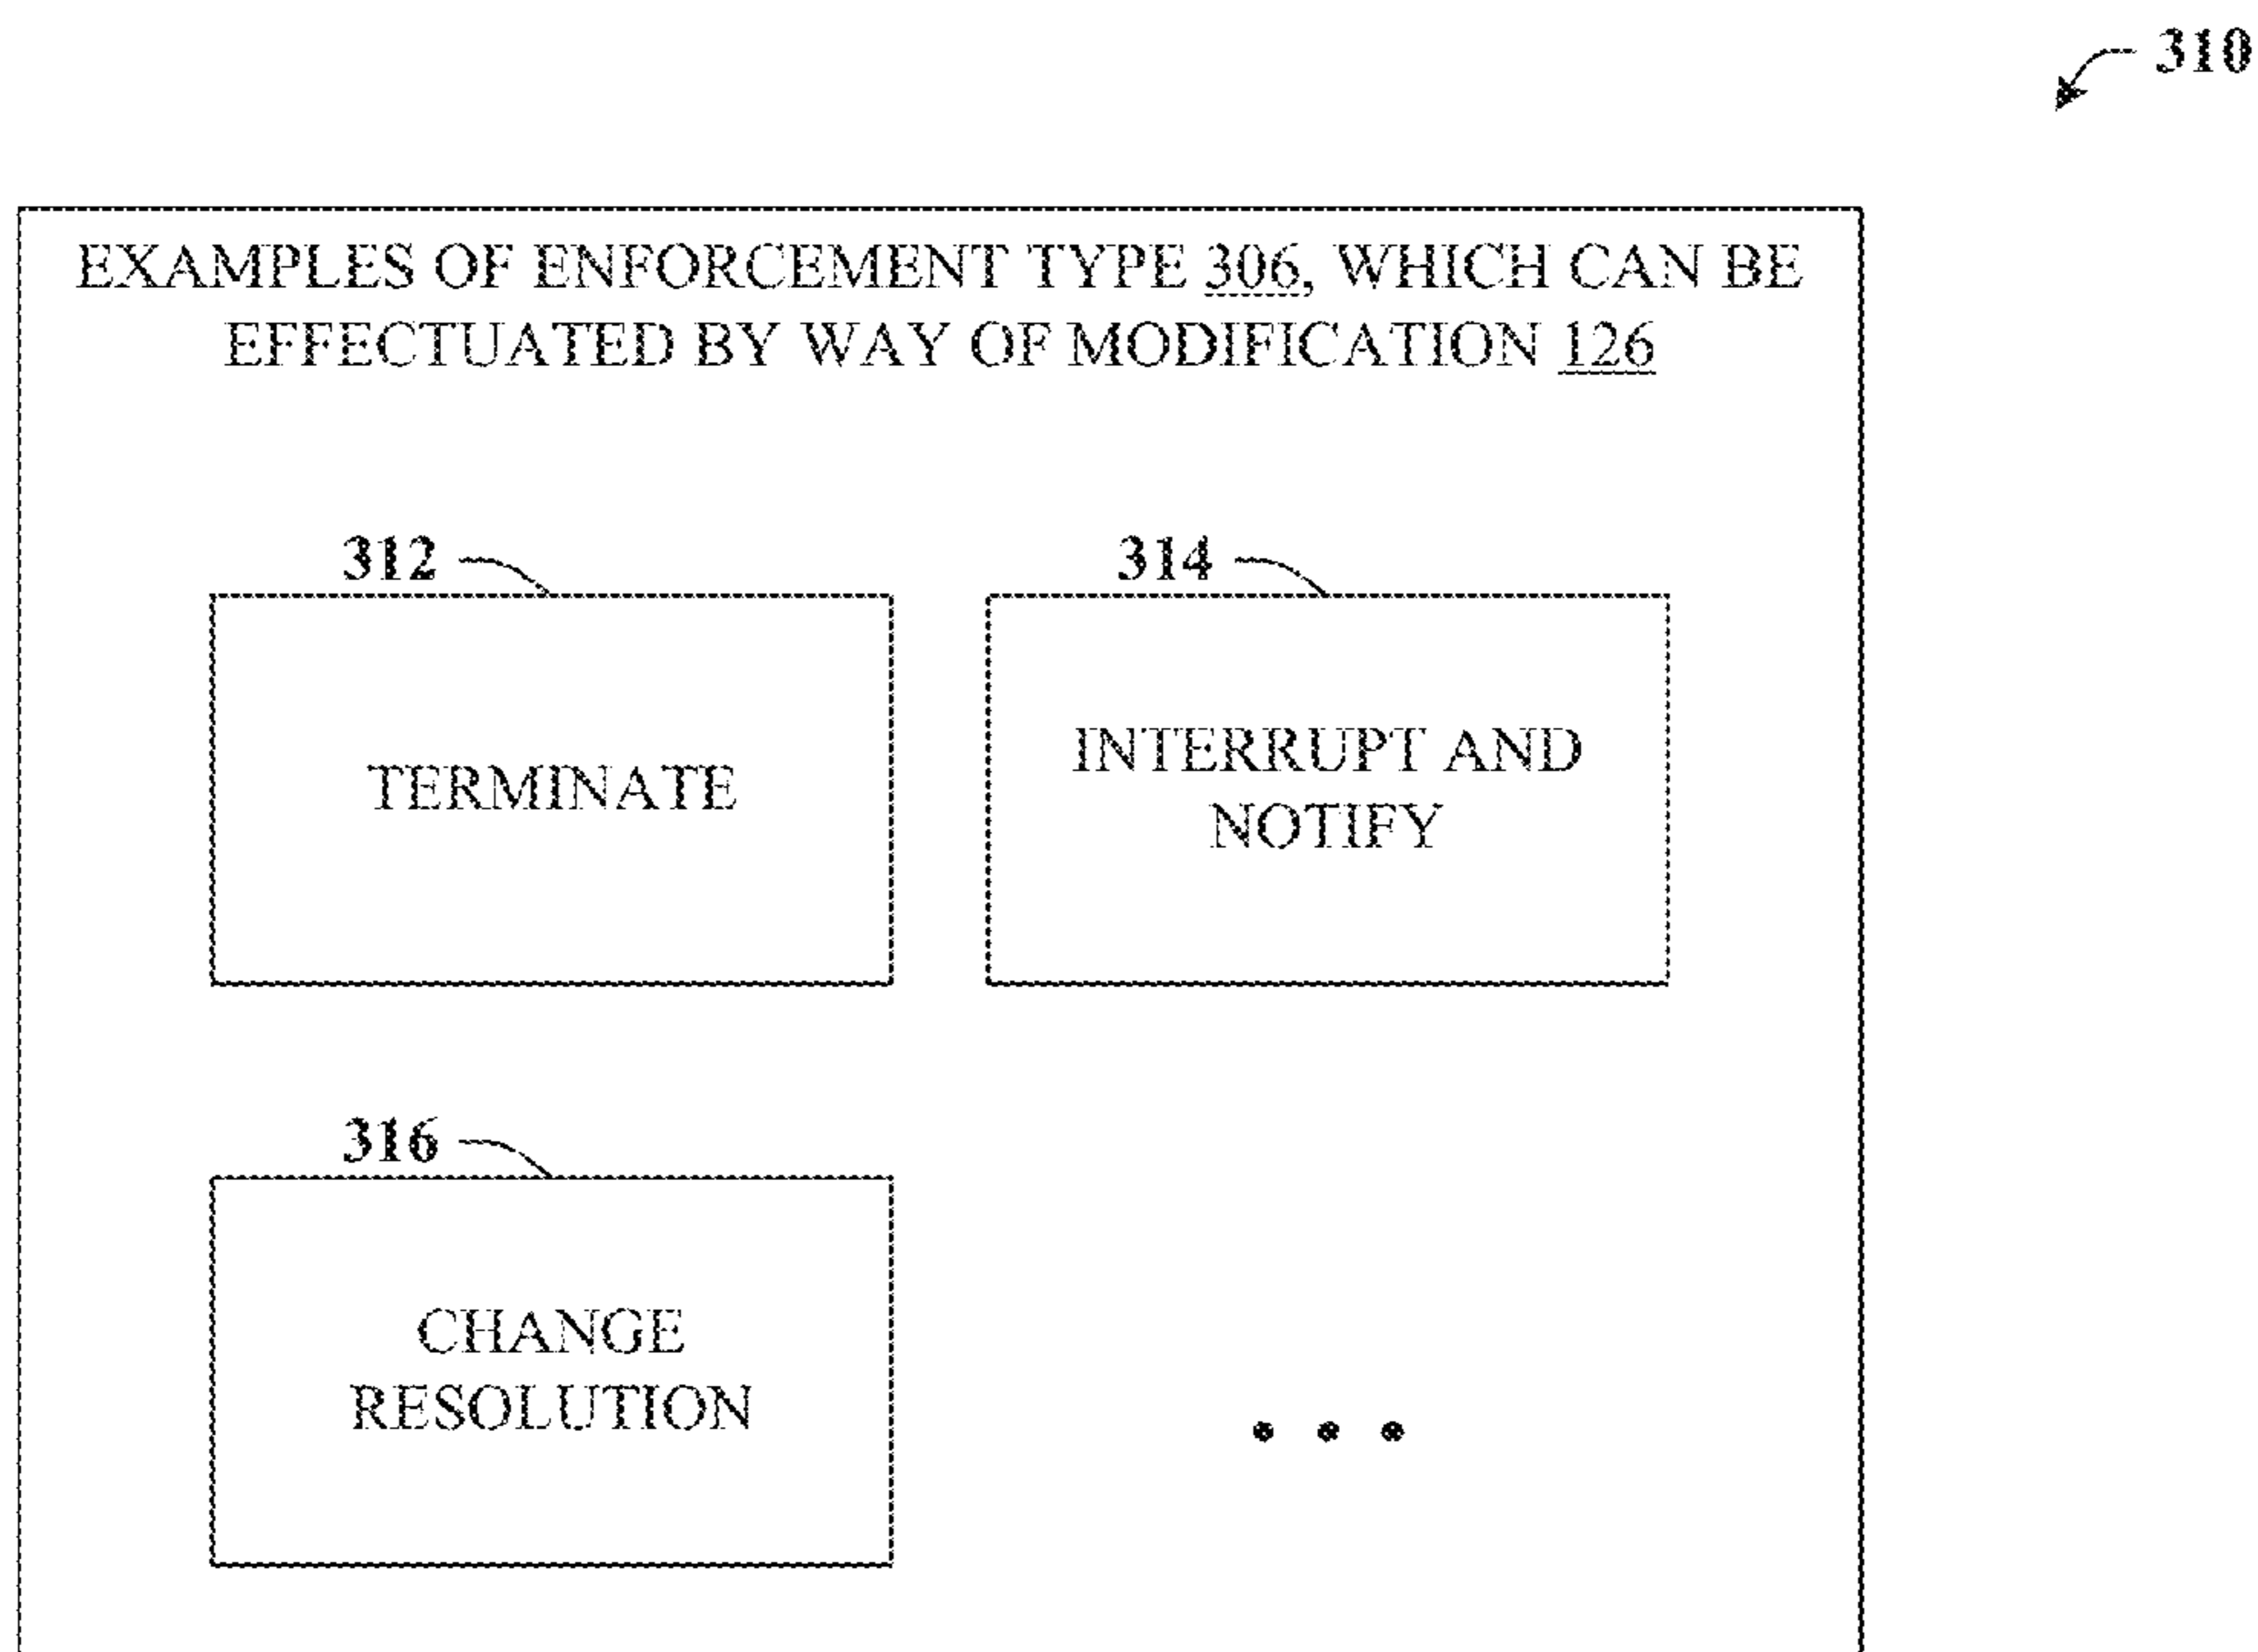 310
EXAMPLES OF ENFORCEMENT TYPE 306, WHICH CAN BE
EFFECTUATED BY WAY OF MODIFICATION 126
312
314
TERMINATE
INTERRUPT AND
NOTIFY
316
CHANGE
RESOLUTION
• • •